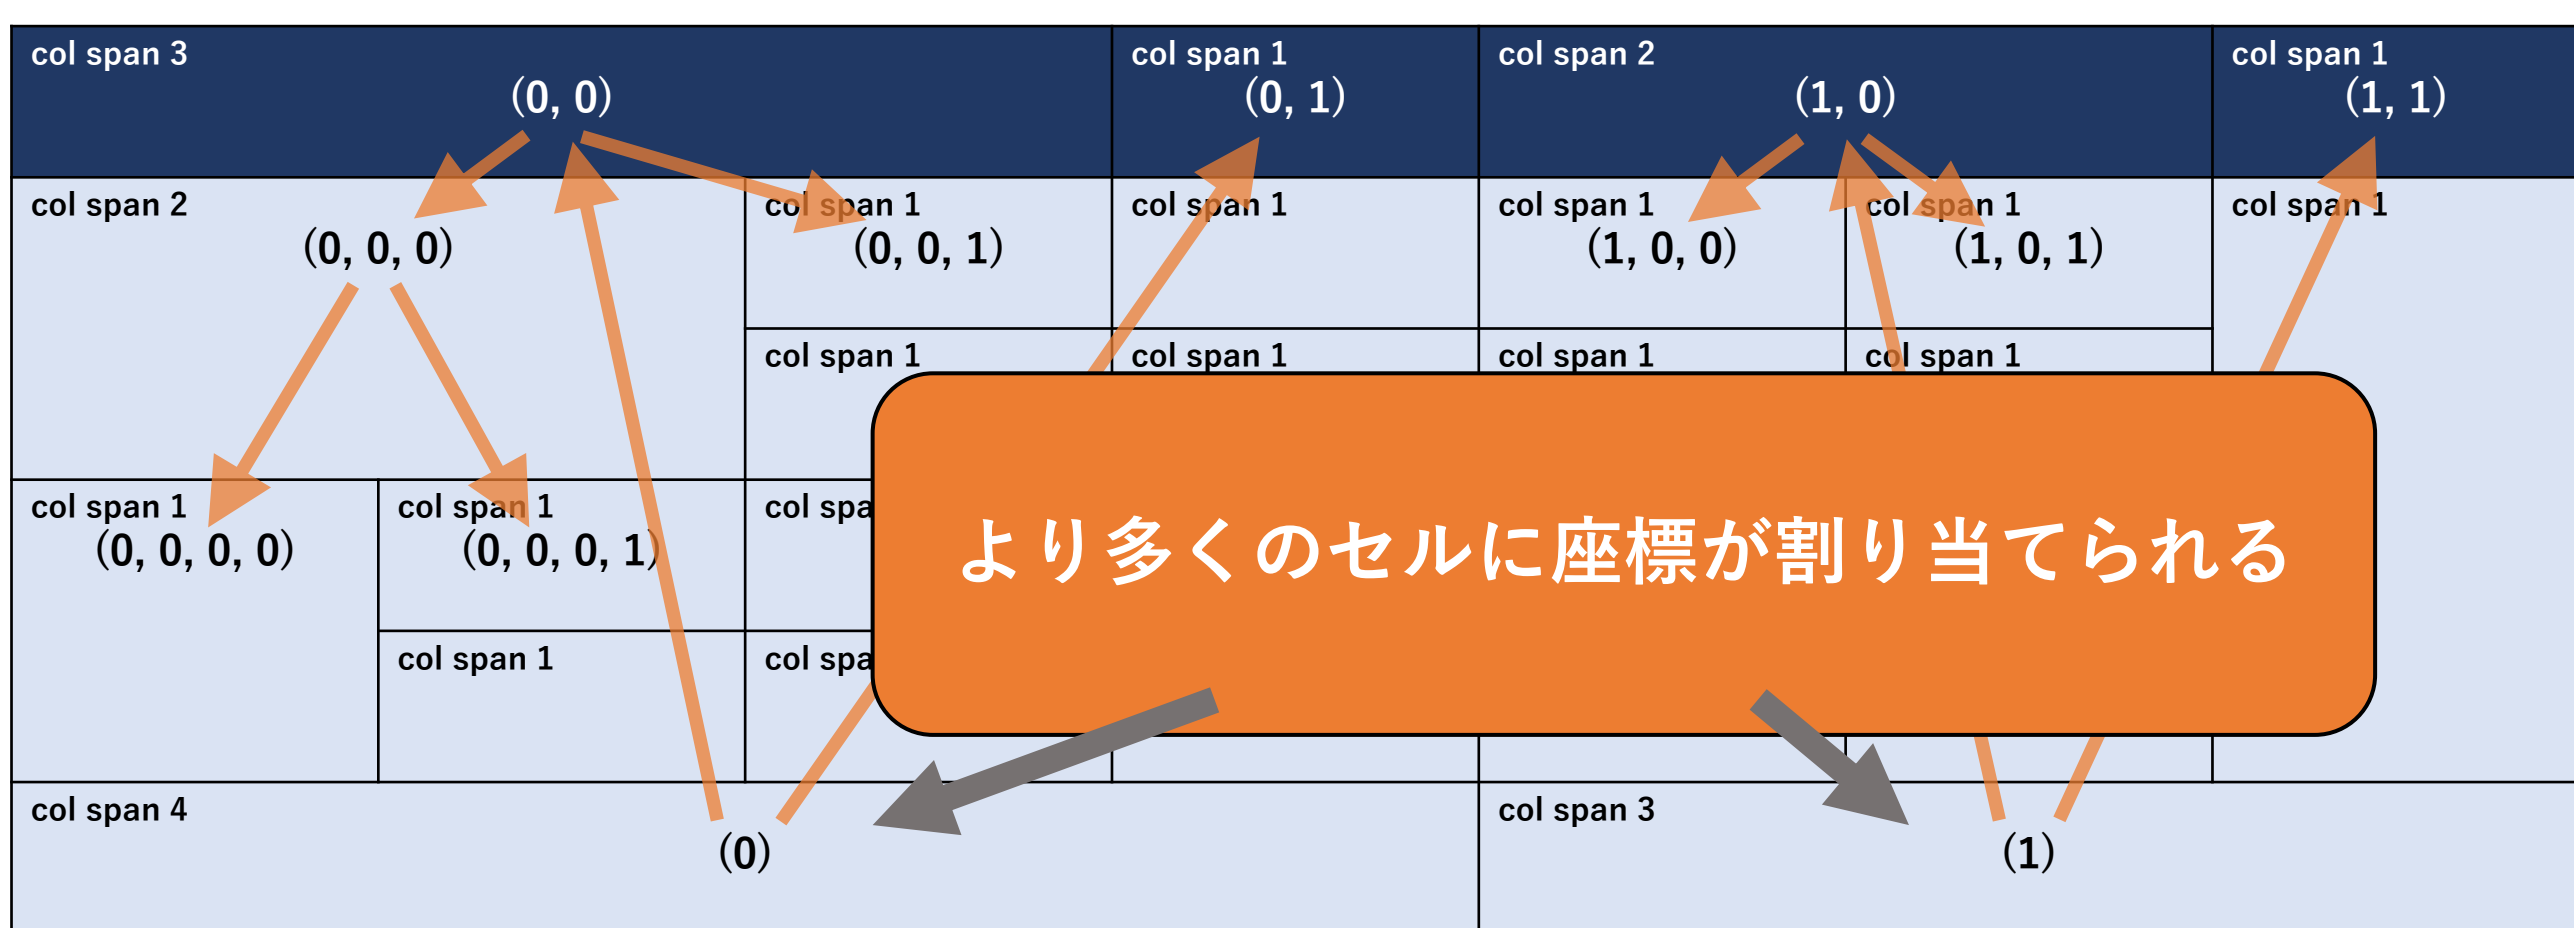 col span 3
(0, 0)
col span 1
(0, 1)
col span 2
(1, 0)
col span 1
(1, 1)
col span 2
(0, 0, 0)
col span 1
(0, 0, 1)
col span 1
col span 1
(1, 0, 0)
col span 1
(1, 0, 1)
col span 1
col span 1
col span 1
col span 1
col span 1
col span 1
(0, 0, 0, 0)
col span 1
(0, 0, 0, 1)
col spa
より多くのセルに座標が割り当てられる
col span 1
col spa
col span 4
(0)
col span 3
(1)